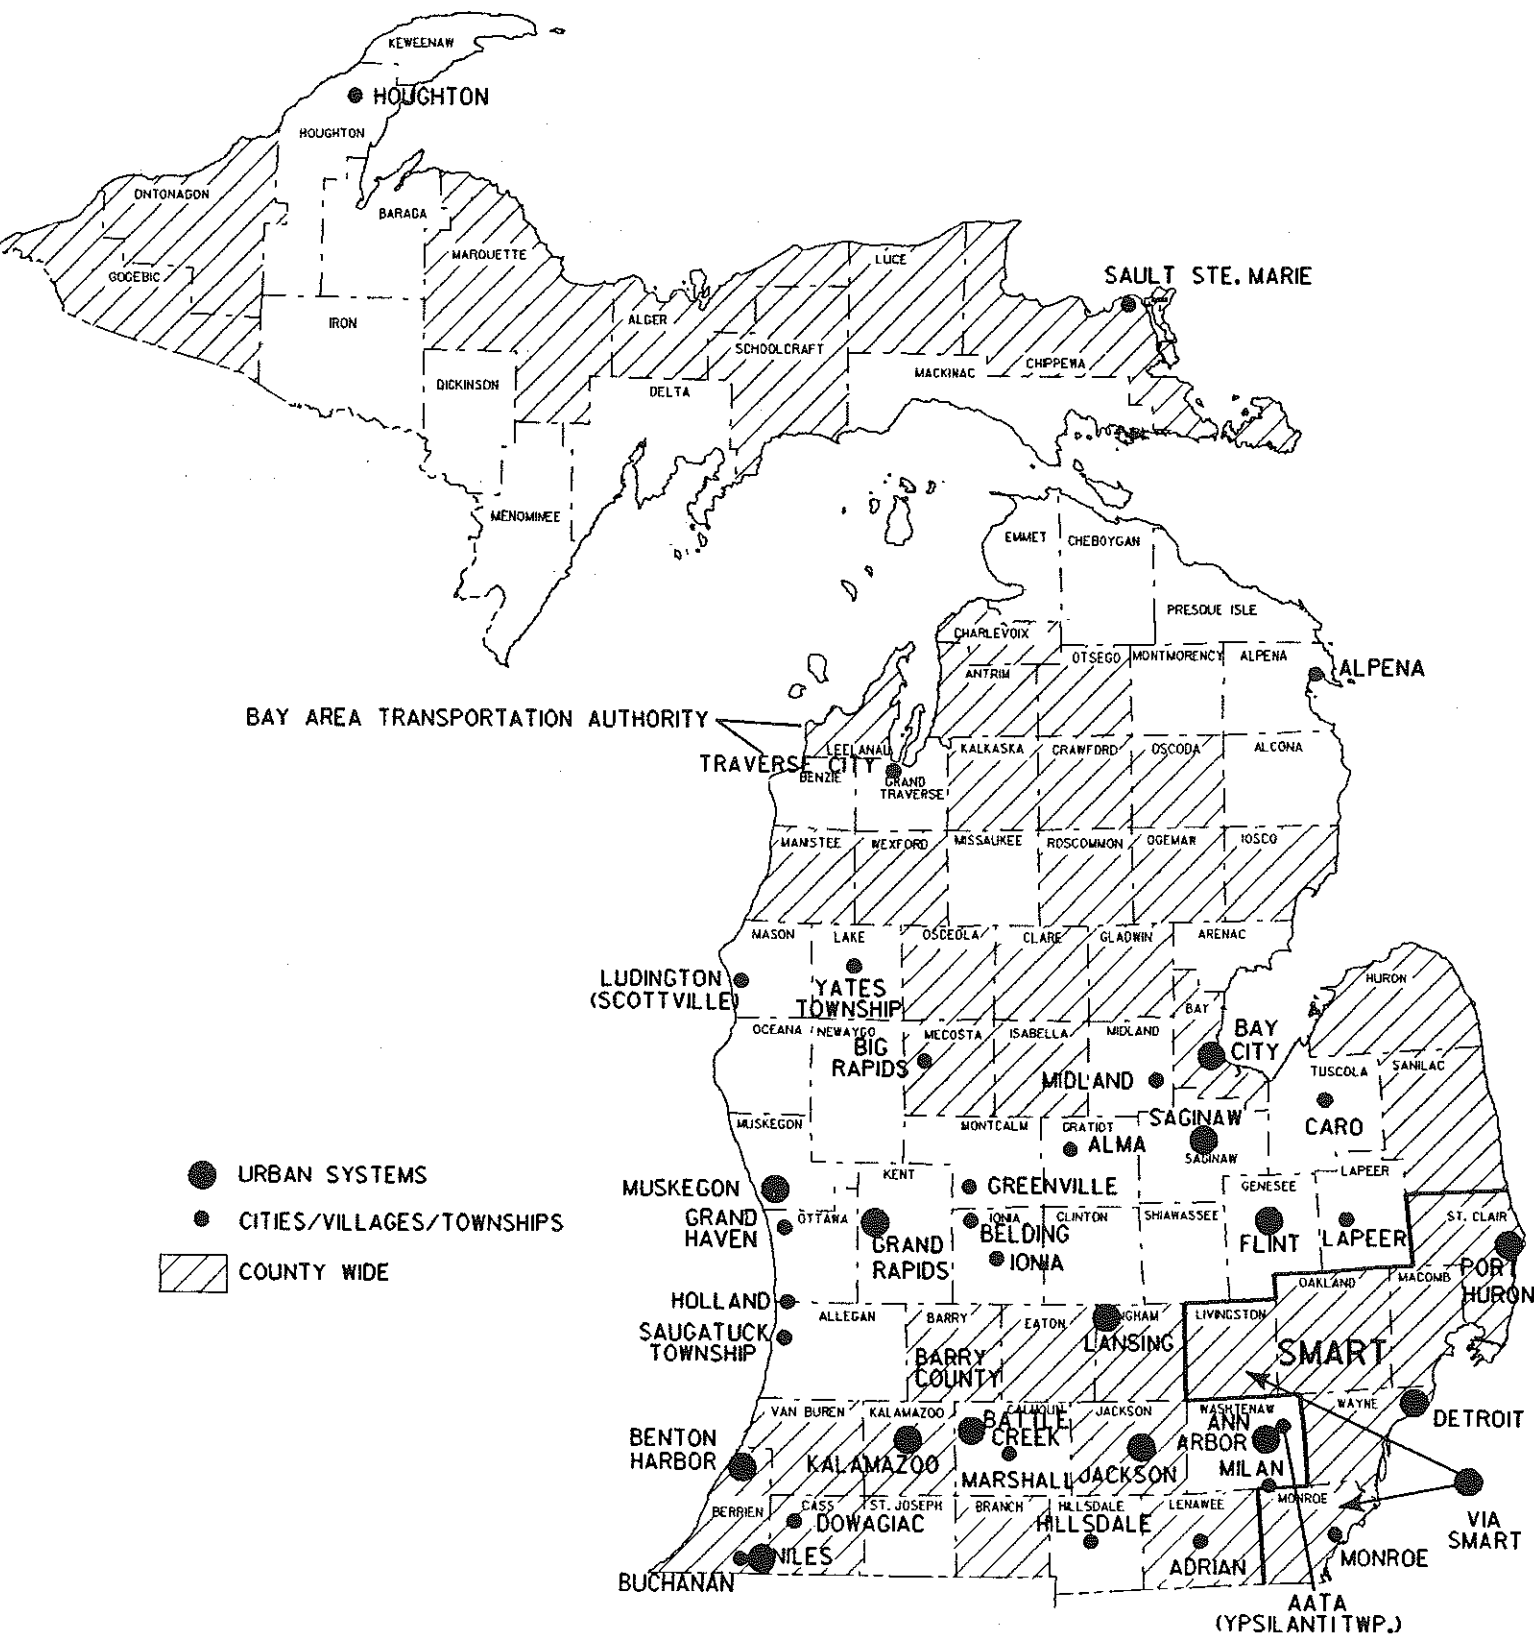 KEWEENAW
HOUGHTON
HOUGHTON
ONTONAGON
BARAGA
MARQUETTE
GOGEBIC
LUCE
SAULT STE. MARIE
IRON
ALGER
SCHOOLCRAFT
CHIPPEWA
MACKINAC
DICKINSON
DELTA
MENOMINEE
EMMET
CHEBOYGAN
PRESQUE ISLE
CHARLEVOIX
OTSEGO
MONTMORENCY
ALPENA
ALPENA
ANTRIM
BAY AREA TRANSPORTATION AUTHORITY
LEELANAU
KALKASKA
CRAWFORD
OSCODA
ALCONA
TRAVERSE CITY
BENZIE
GRAND
TRAVERSE
MANISTEE
WEXFORD
MISSAUKEE
ROSCOMMON
OGEMAW
IOSCO
MASON
LAKE
OSCEOLA
CLARE
GLADWIN
ARENAC
HURON
LUDINGTON
(SCOTTVILLE)
YATES
TOWNSHIP
BAY
OCEANA
NEWAYGO
MECOSTA
ISABELLA
MIDLAND
BAY
CITY
BIG
RAPIDS
MIDLAND
TUSCOLA
SANILAC
CARO
MUSKEGON
MONTCALM
GRATIOT
SAGINAW
ALMA
SAGINAW
KENT
LAPEER
GENESEE
URBAN SYSTEMS
MUSKEGON
GREENVILLE
CITIES/VILLAGES/TOWNSHIPS
GRAND
HAVEN
OTTAWA
IONIA
CLINTON
SHIAWASSEE
ST. CLAIR
BELDING
GRAND
RAPIDS
IONIA
FLINT
LAPEER
COUNTY WIDE
OAKLAND
MACOMB
PORT
HURON
HOLLAND
ALLEGAN
BARRY
EATON
INGHAM
LIVINGSTON
SAUGATUCK
TOWNSHIP
LANSING
BARRY
COUNTY
SMART
VAN BUREN
KALAMAZOO
CALHOUN
JACKSON
WASHTENAW
WAYNE
DETROIT
BATTLE
CREEK
ANN
ARBOR
BENTON
HARBOR
KALAMAZOO
MARSHALL
JACKSON
MILAN
BERRIEN
CASS
ST. JOSEPH
BRANCH
HILLSDALE
LENAWEE
MONROE
DOWAGIAC
HILLSDALE
VIA
SMART
NILES
ADRIAN
MONROE
BUCHANAN
AATA
(YPSILANTI TWP.)